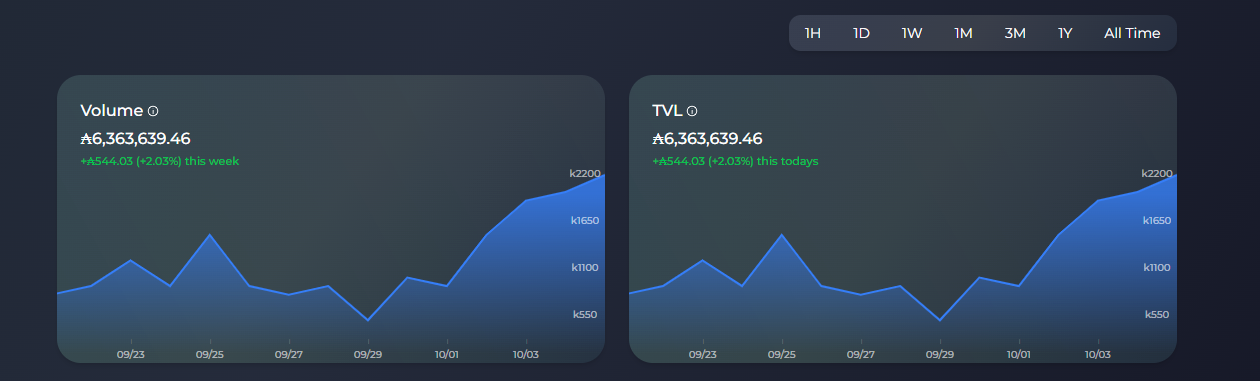 1H 1D 1W 1M 3M 1Y All Time
Volume
₳6,363,639.46
+₳544.03 (+2.03%) this week
k2200
k1650
k1100
k550
09/23 09/25 09/27 09/29 10/01 10/03
TVL
₳6,363,639.46
+₳544.03 (+2.03%) this todays
k2200
k1650
k1100
k550
09/23 09/25 09/27 09/29 10/01 10/03